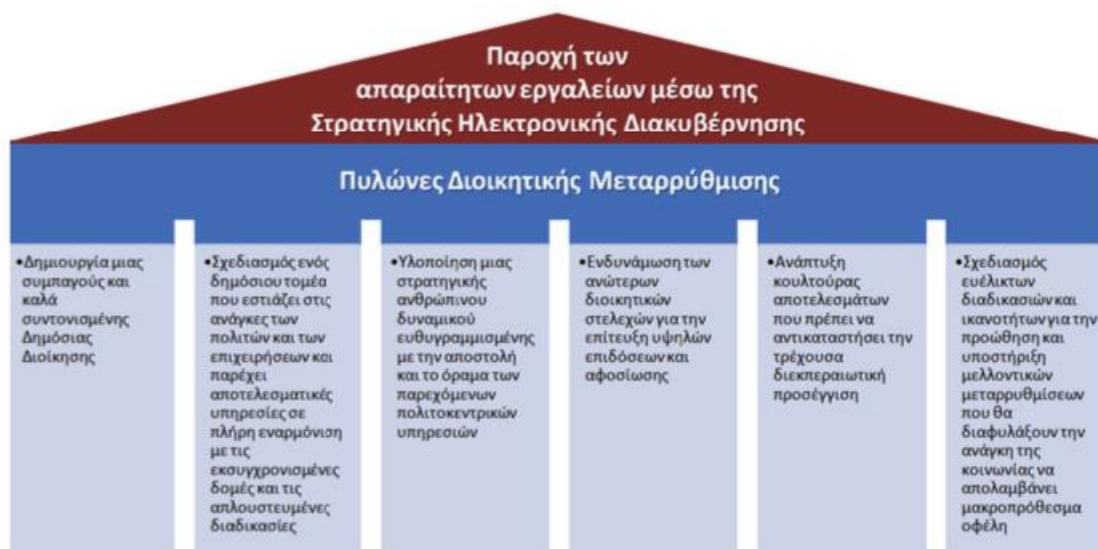 Παροχή των
απαραίτητων εργαλείων μέσω της
Στρατηγικής Ηλεκτρονικής Διακυβέρνησης
Πυλώνες Διοικητικής Μεταρρύθμισης
•Δημιουργία μιας
συμπαγούς και
καλά
συντονισμένης
Δημόσιας
Διοίκησης
•Σχεδιασμός ενός
δημόσιου τομέα
που εστιάζει στις
ανάγκες των
πολιτών και των
επιχειρήσεων και
παρέχει
αποτελεσματικές
υπηρεσίες σε
πλήρη εναρμόνιση
με τις
εκσυγχρονισμένες
δομές και τις
απλουστευμένες
διαδικασίες
•Υλοποίηση μιας
στρατηγικής
ανθρώπινου
δυναμικού
ευθυγραμμισμένης
με την αποστολή
και το όραμα των
παρεχόμενων
πολιτοκεντρικών
υπηρεσιών
•Ενδυνάμωση των
ανώτερων
διοικητικών
στελεχών για την
επίτευξη υψηλών
επιδόσεων και
αφοσίωσης
•Ανάπτυξη
κουλτούρας
αποτελεσμάτων
που πρέπει να
αντικαταστήσει την
τρέχουσα
διεκπεραιωτική
προσέγγιση
•Σχεδιασμός
ευέλικτων
διαδικασιών και
ικανοτήτων για την
προώθηση και
υποστήριξη
μελλοντικών
μεταρρυθμίσεων
που θα
διαφυλάξουν την
ανάγκη της
κοινωνίας να
απολαμβάνει
μακροπρόθεσμα
οφέλη